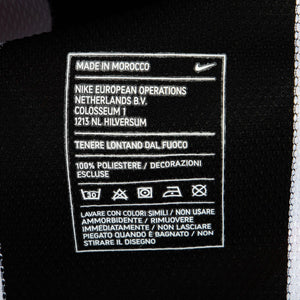 MADE IN MOROCCO
NIKE EUROPEAN OPERATIONS
NETHERLANDS B.V.
COLOSSEUM 1
1213 NL HILVERSUM
TENERE LONTANO DAL FUOCO
100% POLIESTERE / DECORAZIONI
ESCLUSE
30
LAVARE CON COLORI SIMILI / NON USARE
AMMORBIDENTE / RIMUOVERE
IMMEDIATAMENTE / NON LASCIARE
PIEGATO QUANDO È BAGNATO / NON
STIRARE IL DISEGNO